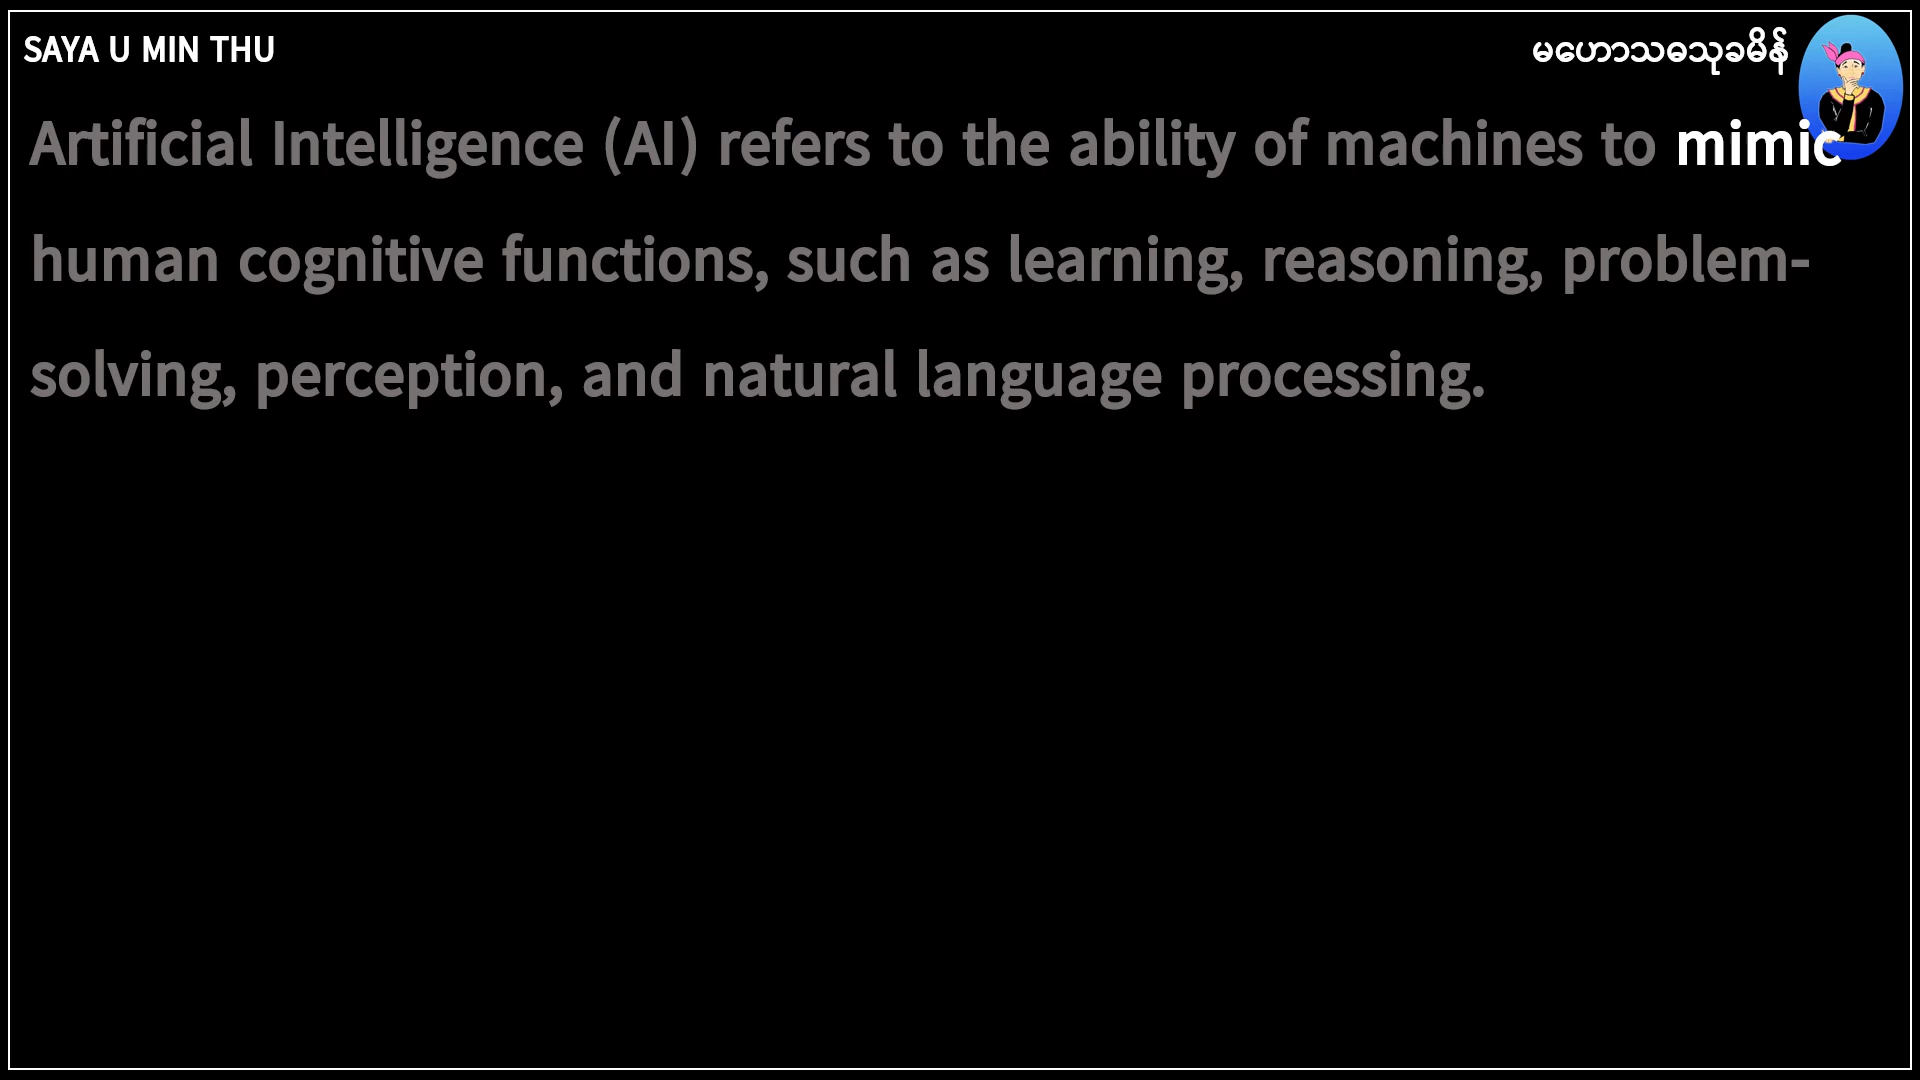 SAYA U MIN THU
မဟောသဓသုခမိန်
Artificial Intelligence (AI) refers to the ability of machines to mimic
human cognitive functions, such as learning, reasoning, problem-
solving, perception, and natural language processing.